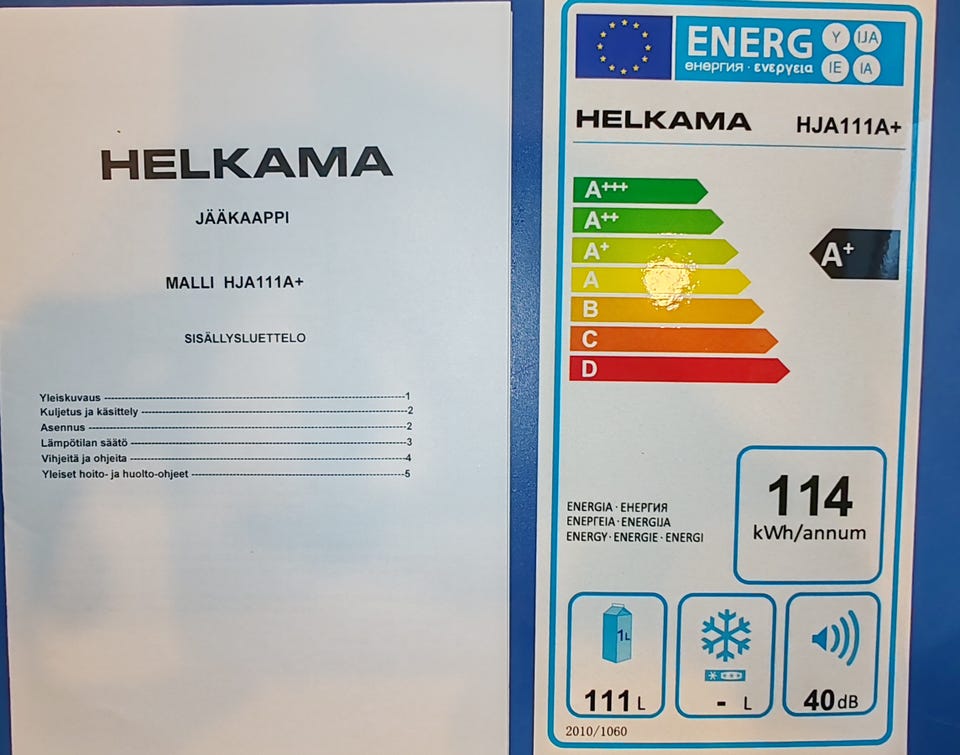 HELKAMA
JÄÄKAAPPI
MALLI HJA111A+
SISÄLLYSLUETTELO
Yleiskuvaus ---1
Kuljetus ja käsittely ---2
Asennus ---2
Lämpötilan säätö ---3
Vihjeitä ja ohjeita ---4
Yleiset hoito- ja huolto-ohjeet ---5
ENERG Y IJA
енергия · ενεργεια IE IA
HELKAMA HJA111A+
A+++
A++
A+
A+
A
B
C
D
114
kWh/annum
ENERGIA · ЕНЕРГИЯ
ΕΝΕΡΓΕΙΑ · ENERGIJA
ENERGY · ENERGIE · ENERGI
1L
111 L
- L
40 dB
2010/1060